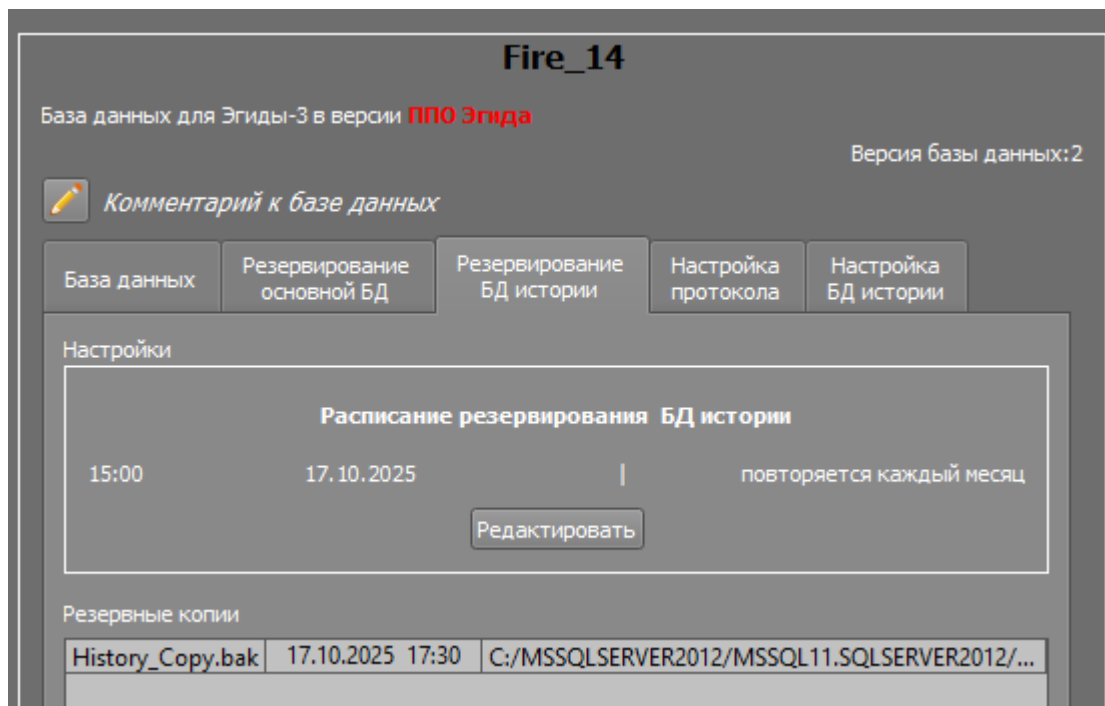 Fire_14
База данных для Эгиды-3 в версии ППО Эгида
Версия базы данных:2
Комментарий к базе данных
База данных
Резервирование
основной БД
Резервирование
БД истории
Настройка
протокола
Настройка
БД истории
Настройки
Расписание резервирования БД истории
15:00 17.10.2025 | повторяется каждый месяц
Редактировать
Резервные копии
History_Copy.bak 17.10.2025 17:30 C:/MSSQLSERVER2012/MSSQL11.SQLSERVER2012/...